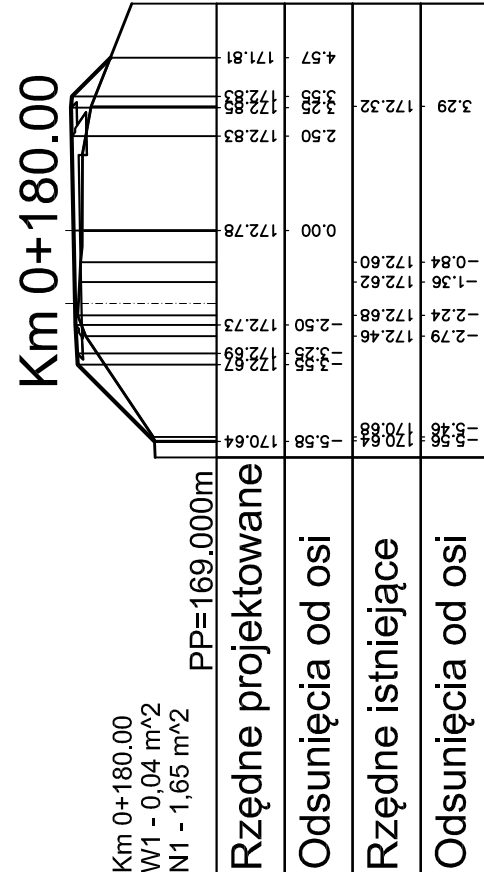 Km 0+180.00
Km 0+180.00
W1 - 0,04 m^2
N1 - 1,65 m^2
PP=169.000m
Rzędne projektowane
170.64 172.67 172.69 172.73 172.78 172.83 172.85 172.83 171.81
Odsunięcia od osi
-5.58 -3.55 -3.25 -2.50 0.00 2.50 3.25 3.55 4.57
Rzędne istniejące
170.64 170.68 172.46 172.68 172.62 172.60 172.32
Odsunięcia od osi
-5.56 -5.46 -2.79 -2.24 -1.36 -0.84 3.29